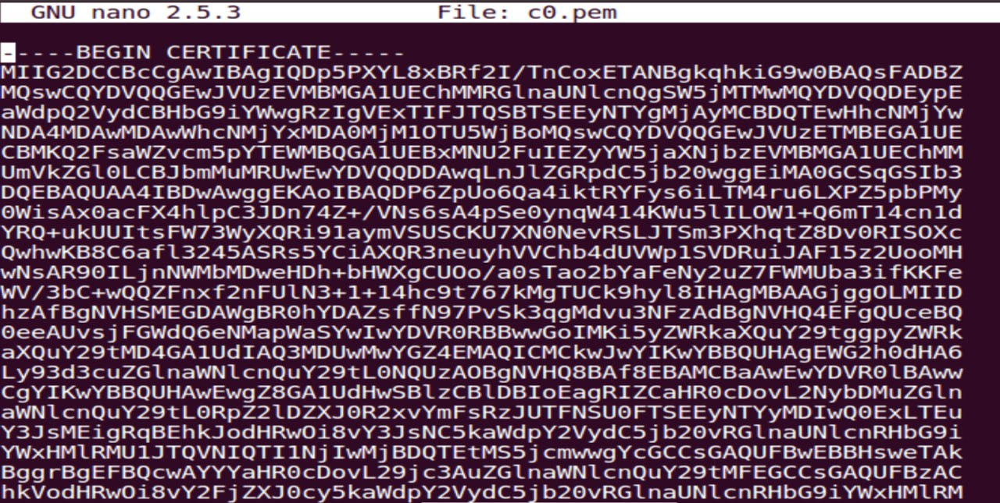 GNU nano 2.5.3 File: c0.pem
-----BEGIN CERTIFICATE-----
MIIG2DCCBcCgAwIBAgIQDp5PXYL8xBRf2I/TnCoxETANBgkqhkiG9w0BAQsFADBZ
MQswCQYDVQQGEwJVUzEVMBMGA1UEChMMRGlnaUNlcnQgSW5jMTMwMQYDVQQDEypE
aWdpQ2VydCBHbG9iYWwgRzIgVExTIFJTQSBTSEEyNTYgMjAyMCBDQTEwHhcNMjYw
NDA4MDAwMDAwWhcNMjYxMDA0MjM1OTU5WjBoMQswCQYDVQQGEwJVUzETMBEGA1UE
CBMKQ2FsaWZvcm5pYTEWMBQGA1UEBxMNU2FuIEZyYW5jaXNjbzEVMBMGA1UEChMM
UmVkZGl0LCBJbmMuMRUwEwYDVQQDDAwqLnJlZGRpdC5jb20wggEiMA0GCSqGSIb3
DQEBAQUAA4IBDwAwggEKAoIBAQDP6ZpUo6Qa4iktRYFys6iLTM4ru6LXPZ5pbPMy
0WisAx0acFX4hlpC3JDn74Z+/VNs6sA4pSe0ynqW414KWu5lILOW1+Q6mT14cn1d
YRQ+ukUUItsFW73WyXQRi91aymVSUSCKU7XN0NevRSLJTSm3PXhqtZ8Dv0RISOXc
QwhwKB8C6afl3245ASRs5YCiAXQR3neuyhVVChb4dUVWp1SVDRuiJAF15z2UooMH
wNsAR90ILjnNWMbMDweHDh+bHWXgCUOo/a0sTao2bYaFeNy2uZ7FWMUba3ifKKFe
WV/3bC+wQQZFnxf2nFUlN3+1+14hc9t767kMgTUCk9hyl8IHAgMBAAGjggOLMIID
hzAfBgNVHSMEGDAWgBR0hYDAZsffN97PvSk3qgMdvu3NFzAdBgNVHQ4EFgQUceBQ
0eeAUvsjFGWdQ6eNMapWaSYwIwYDVR0RBBwwGoIMKi5yZWRkaXQuY29tggpyZWRk
aXQuY29tMD4GA1UdIAQ3MDUwMwYGZ4EMAQICMCkwJwYIKwYBBQUHAgEWG2h0dHA6
Ly93d3cuZGlnaWNlcnQuY29tL0NQUzAOBgNVHQ8BAf8EBAMCBaAwEwYDVR0lBAww
CgYIKwYBBQUHAwEwgZ8GA1UdHwSBlzCBlDBIoEagRIZCaHR0cDovL2NybDMuZGln
aWNlcnQuY29tL0RpZ2lDZXJ0R2xvYmFsRzJUTFNSU0FTSEEyNTYyMDIwQ0ExLTEu
Y3JsMEigRqBEhkJodHRwOi8vY3JsNC5kaWdpY2VydC5jb20vRGlnaUNlcnRHbG9i
YWxHMlRMU1JTQVNIQTI1NjIwMjBDQTEtMS5jcmwwgYcGCCsGAQUFBwEBBHsweTAk
BggrBgEFBQcwAYYYaHR0cDovL29jc3AuZGlnaWNlcnQuY29tMFEGCCsGAQUFBzAC
hkVodHRwOi8vY2FjZXJ0cy5kaWdpY2VydC5jb20vRGlnaUNlcnRHbG9iYWxHMlRM